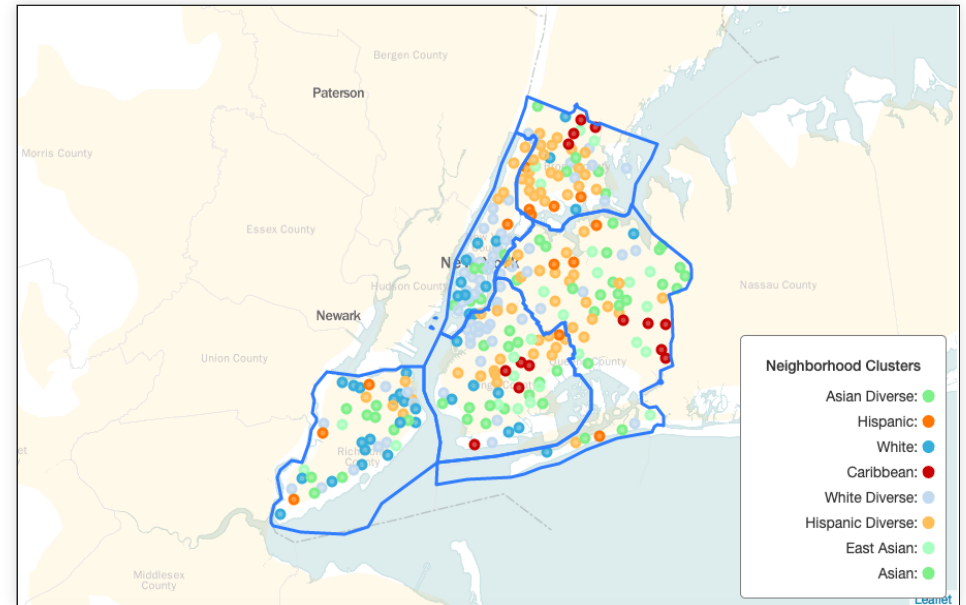 Bergen County
Paterson
Morris County
Essex County
Hudson County
Nassau County
Newark
Union County
Middlesex
County
Neighborhood Clusters
Asian Diverse:
Hispanic:
White:
Caribbean:
White Diverse:
Hispanic Diverse:
East Asian:
Asian:
Leaflet